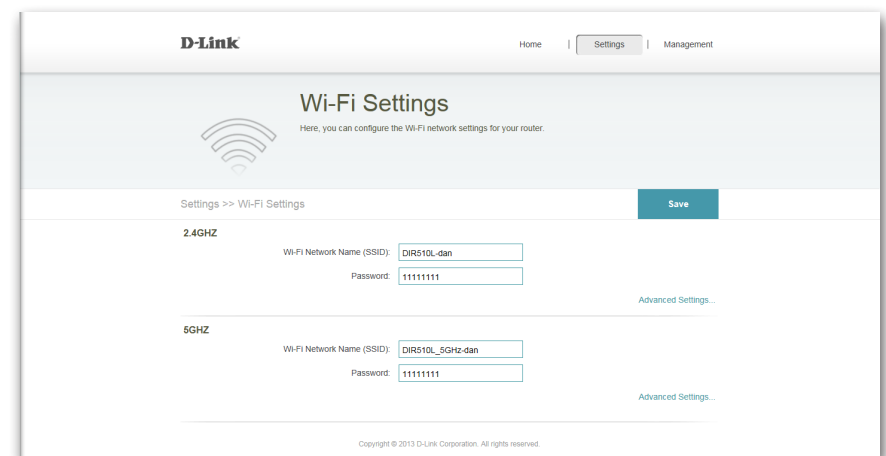 D-Link
Home | Settings | Management
Wi-Fi Settings
Here, you can configure the Wi-Fi network settings for your router.
Settings >> Wi-Fi Settings
Save
2.4GHZ
Wi-Fi Network Name (SSID): DIR510L-dan
Password: 11111111
Advanced Settings...
5GHZ
Wi-Fi Network Name (SSID): DIR510L_5GHz-dan
Password: 11111111
Advanced Settings...
Copyright © 2013 D-Link Corporation. All rights reserved.